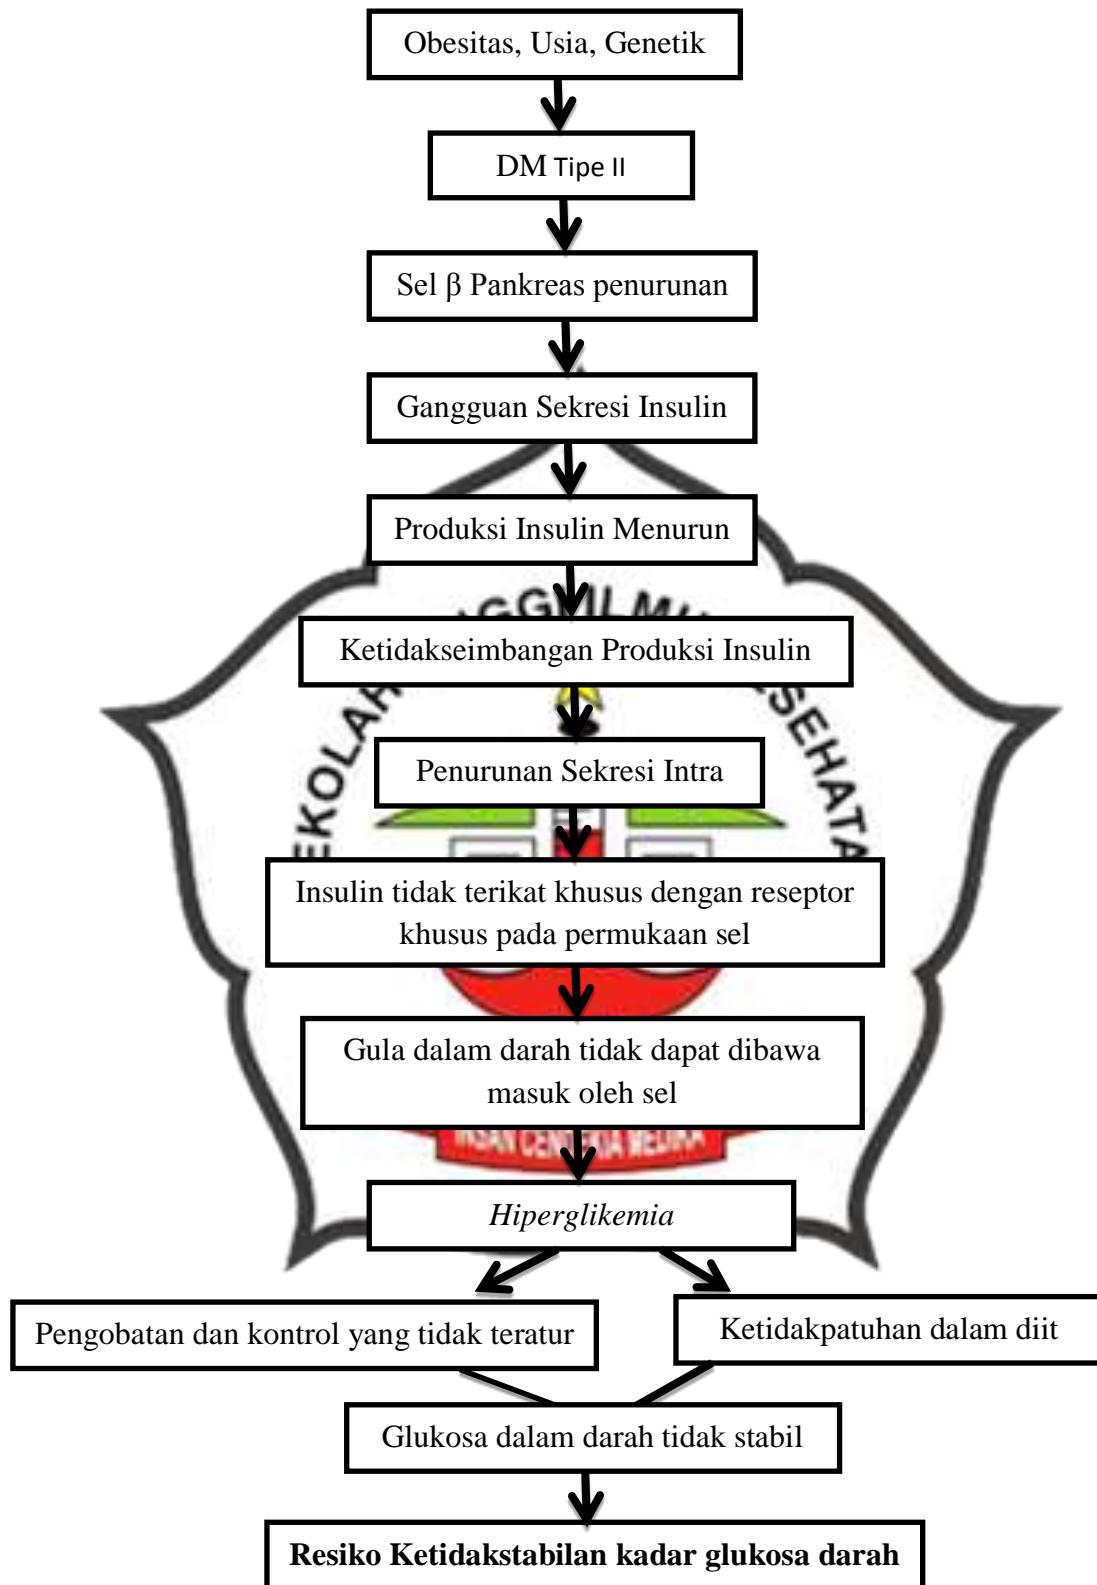 Obesitas, Usia, Genetik
DM Tipe II
Sel β Pankreas penurunan
Gangguan Sekresi Insulin
Produksi Insulin Menurun
Ketidakseimbangan Produksi Insulin
Penurunan Sekresi Intra
Insulin tidak terikat khusus dengan reseptor
khusus pada permukaan sel
Gula dalam darah tidak dapat dibawa
masuk oleh sel
Hiperglikemia
Pengobatan dan kontrol yang tidak teratur
Ketidakpatuhan dalam diit
Glukosa dalam darah tidak stabil
Resiko Ketidakstabilan kadar glukosa darah